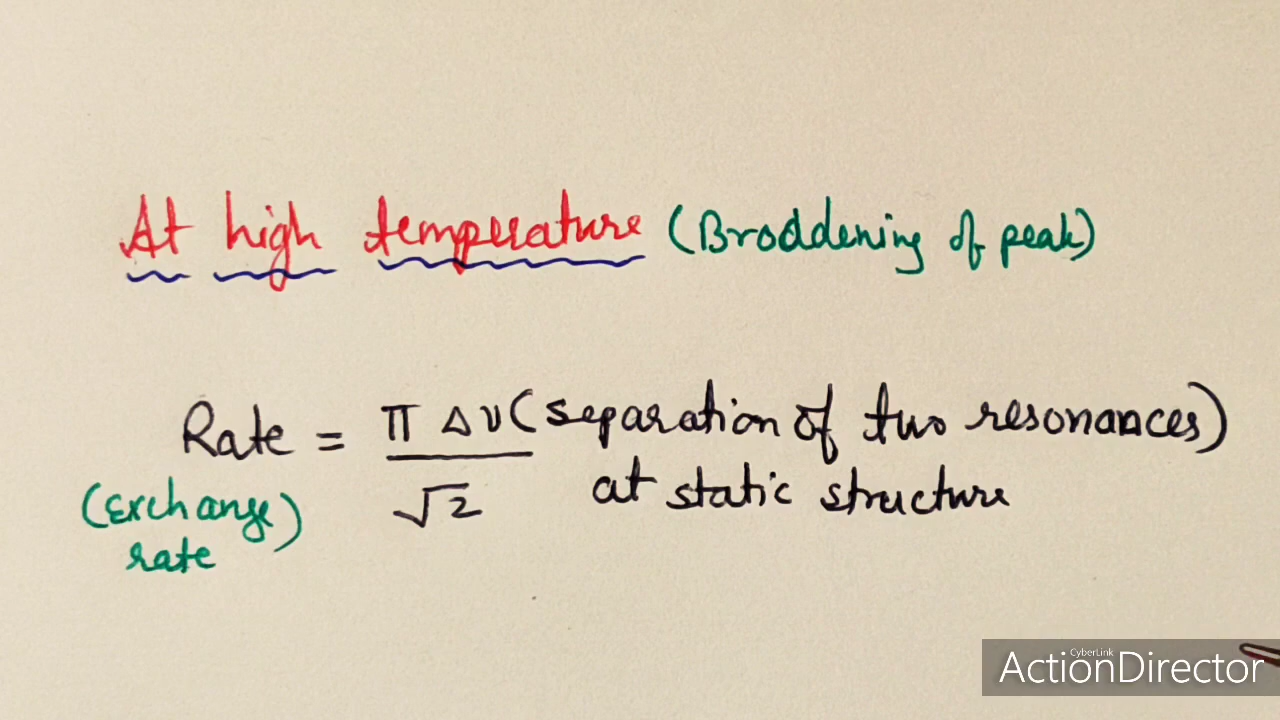 At high temperature (Broddening of peak)
Rate = π Δν (separation of two resonances)
√2 at static structure
(Exchange)
rate
CyberLink
ActionDirector